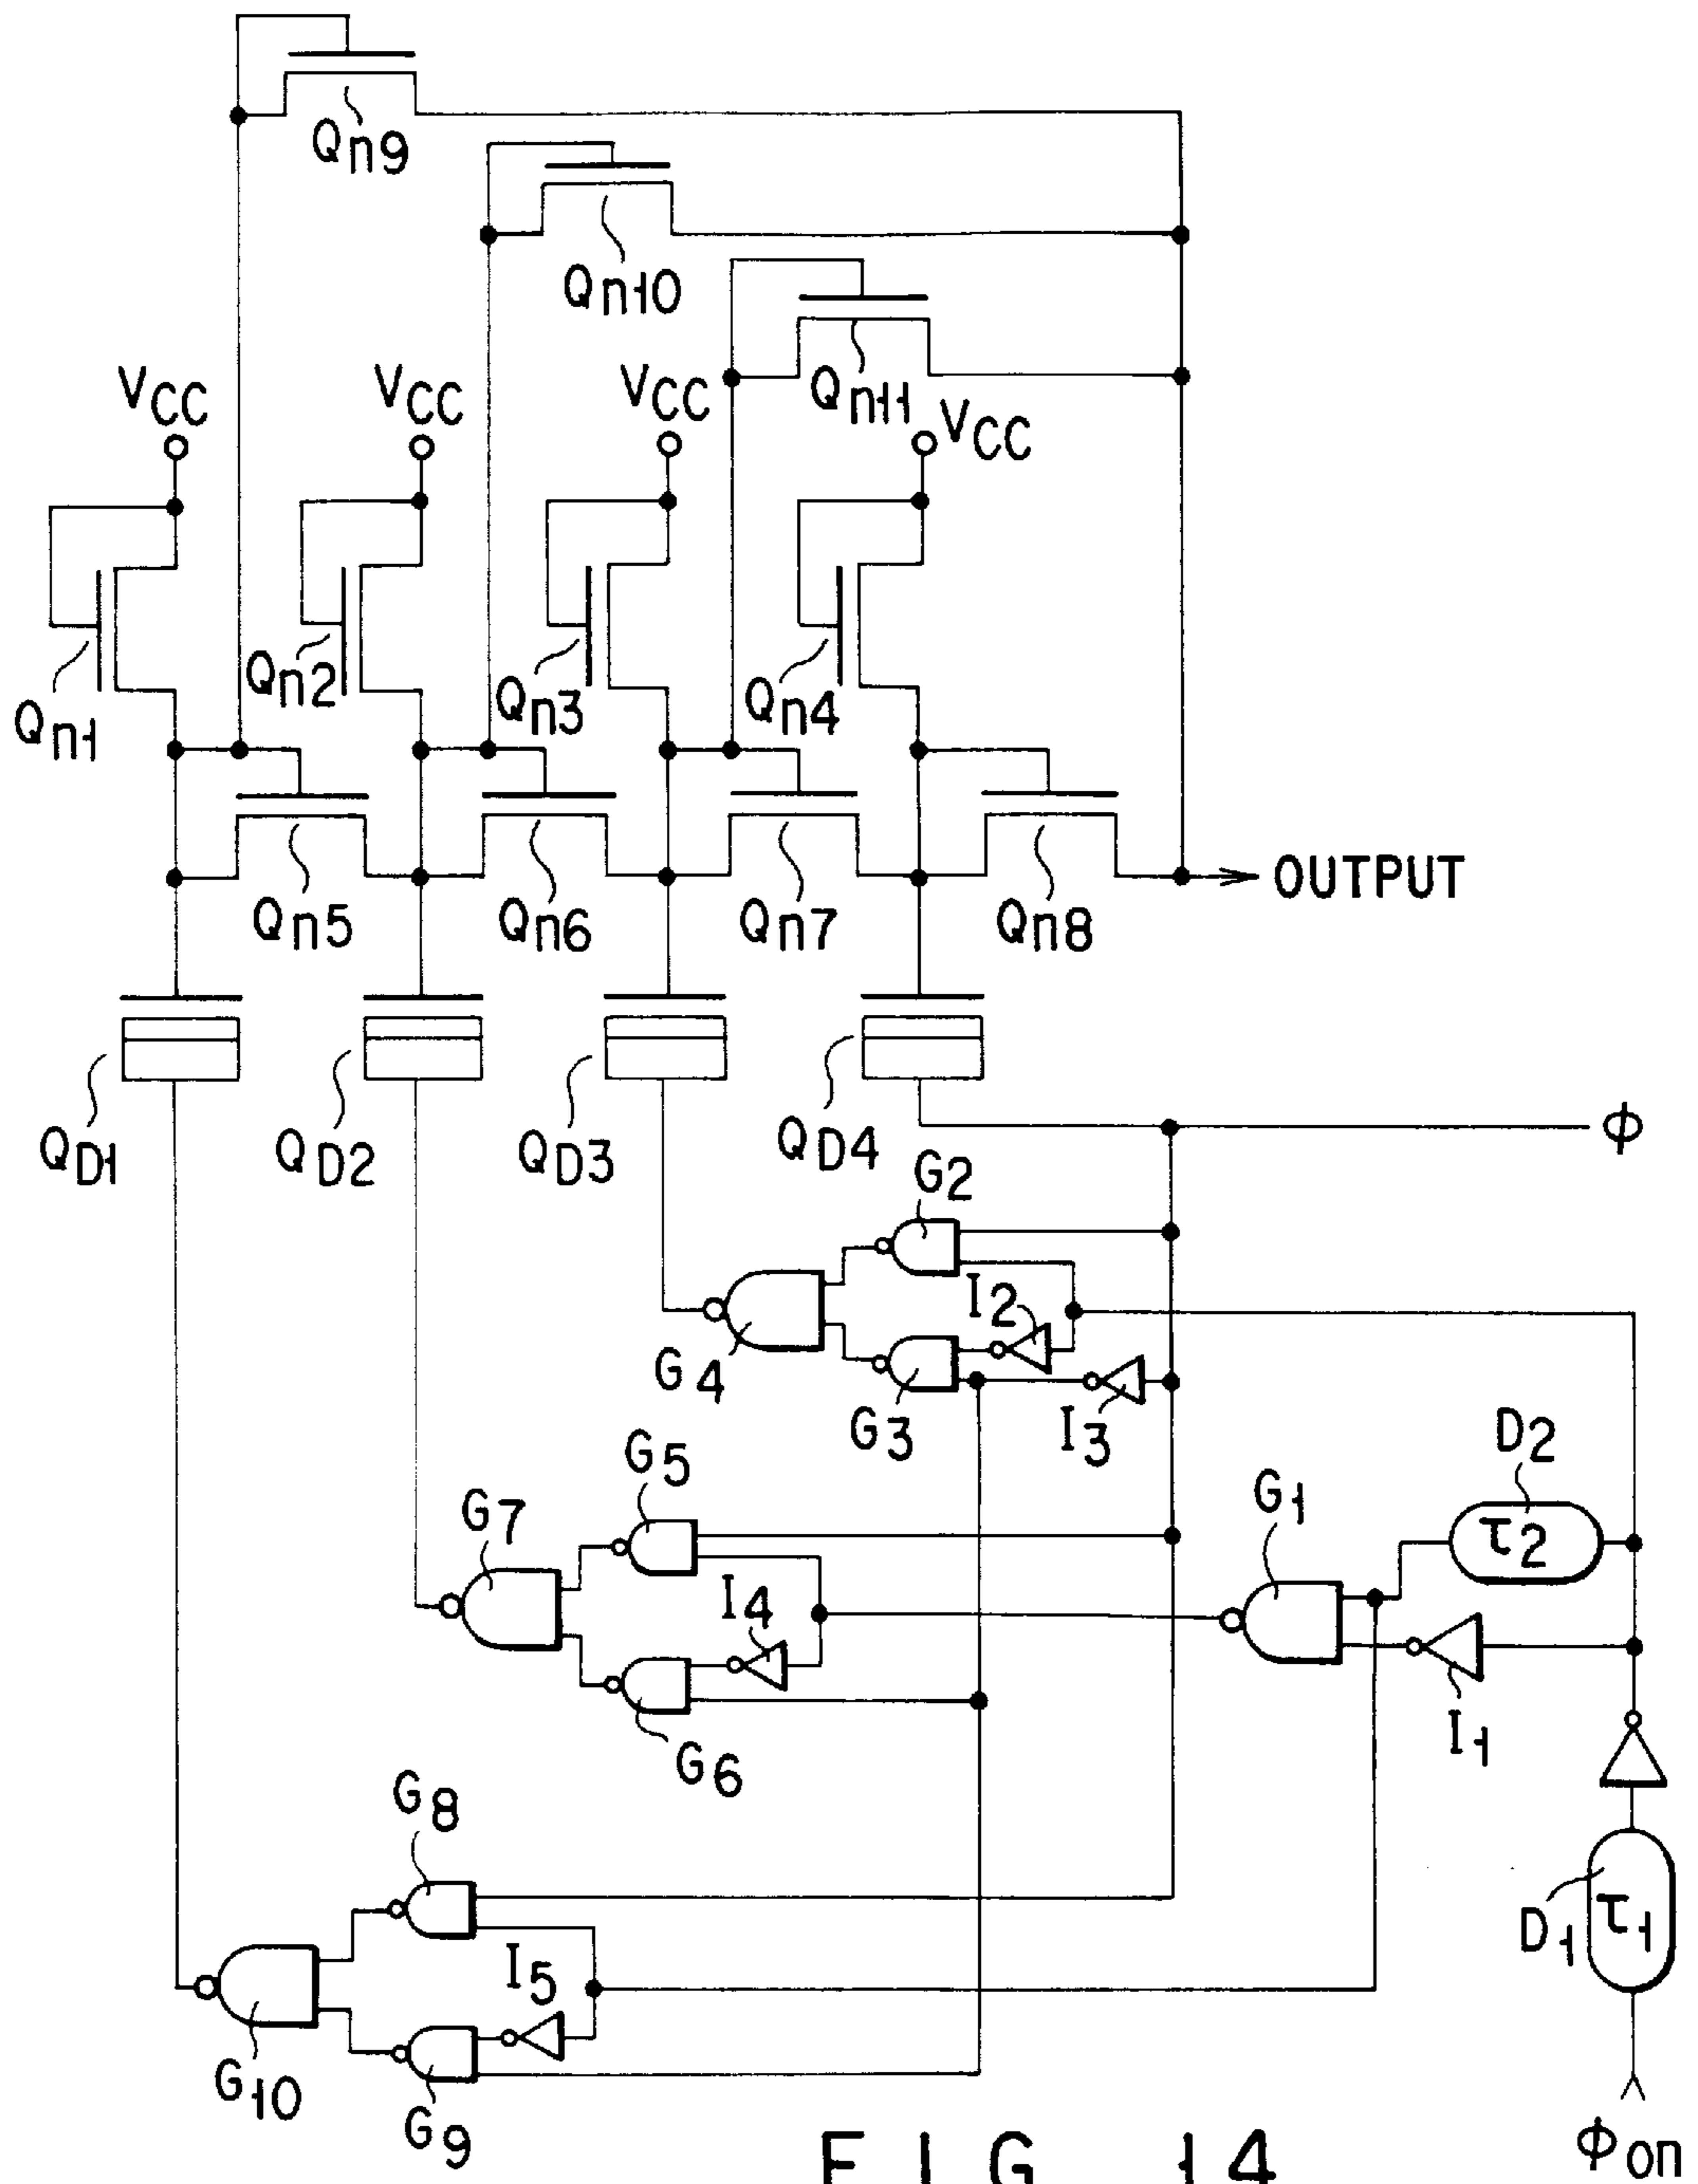 Qn9
Qn10
Qn11
VCC
VCC
VCC
VCC
Qn1
Qn2
Qn3
Qn4
Qn5
Qn6
Qn7
Qn8
OUTPUT
QD1
QD2
QD3
QD4
ϕ
G2
I2
G4
G3
I3
D2
τ2
G5
G7
G1
I4
I1
G6
G8
D1
τ1
I5
G10
G9
ϕon
FIG. 14